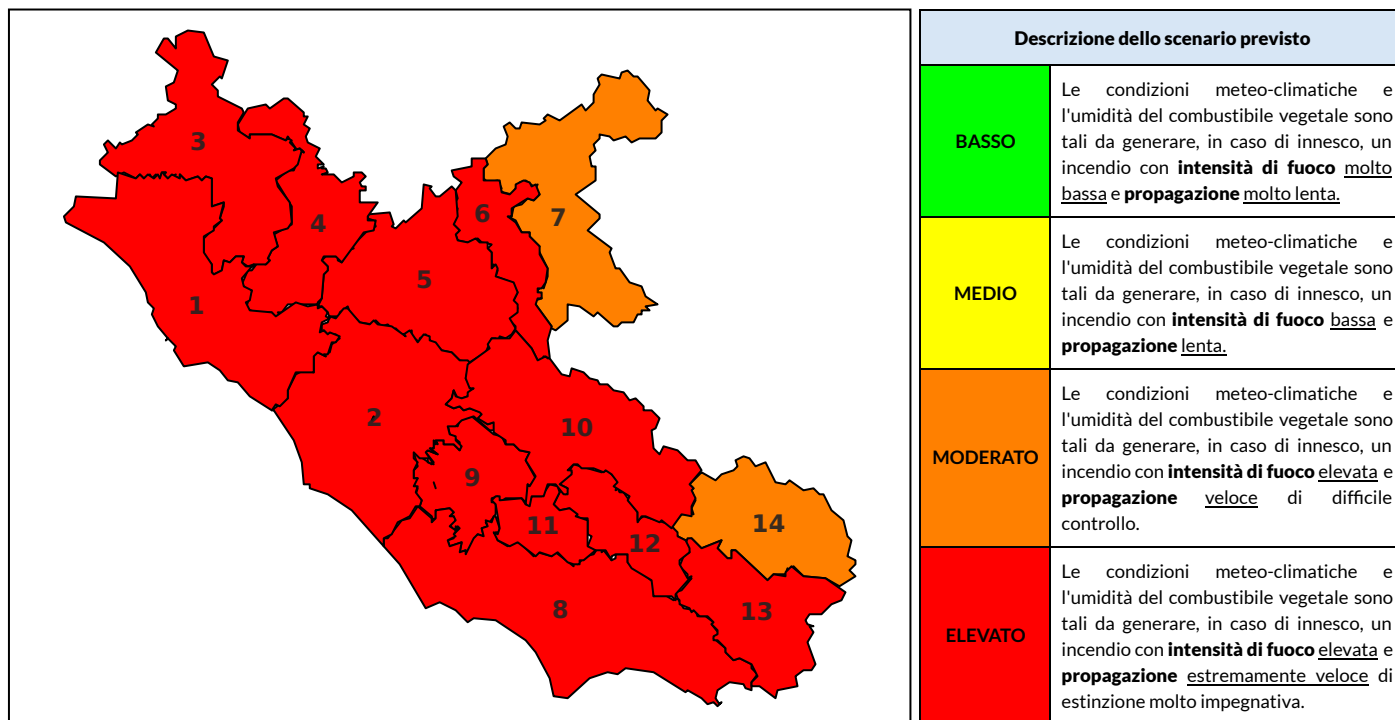 3
4
6
7
5
1
2
10
9
11
14
12
8
13
Descrizione dello scenario previsto
BASSO
Le condizioni meteo-climatiche e
l'umidità del combustibile vegetale sono
tali da generare, in caso di innesco, un
incendio con intensità di fuoco molto
bassa e propagazione molto lenta.
MEDIO
Le condizioni meteo-climatiche e
l'umidità del combustibile vegetale sono
tali da generare, in caso di innesco, un
incendio con intensità di fuoco bassa e
propagazione lenta.
MODERATO
Le condizioni meteo-climatiche e
l'umidità del combustibile vegetale sono
tali da generare, in caso di innesco, un
incendio con intensità di fuoco elevata e
propagazione veloce di difficile
controllo.
ELEVATO
Le condizioni meteo-climatiche e
l'umidità del combustibile vegetale sono
tali da generare, in caso di innesco, un
incendio con intensità di fuoco elevata e
propagazione estremamente veloce di
estinzione molto impegnativa.